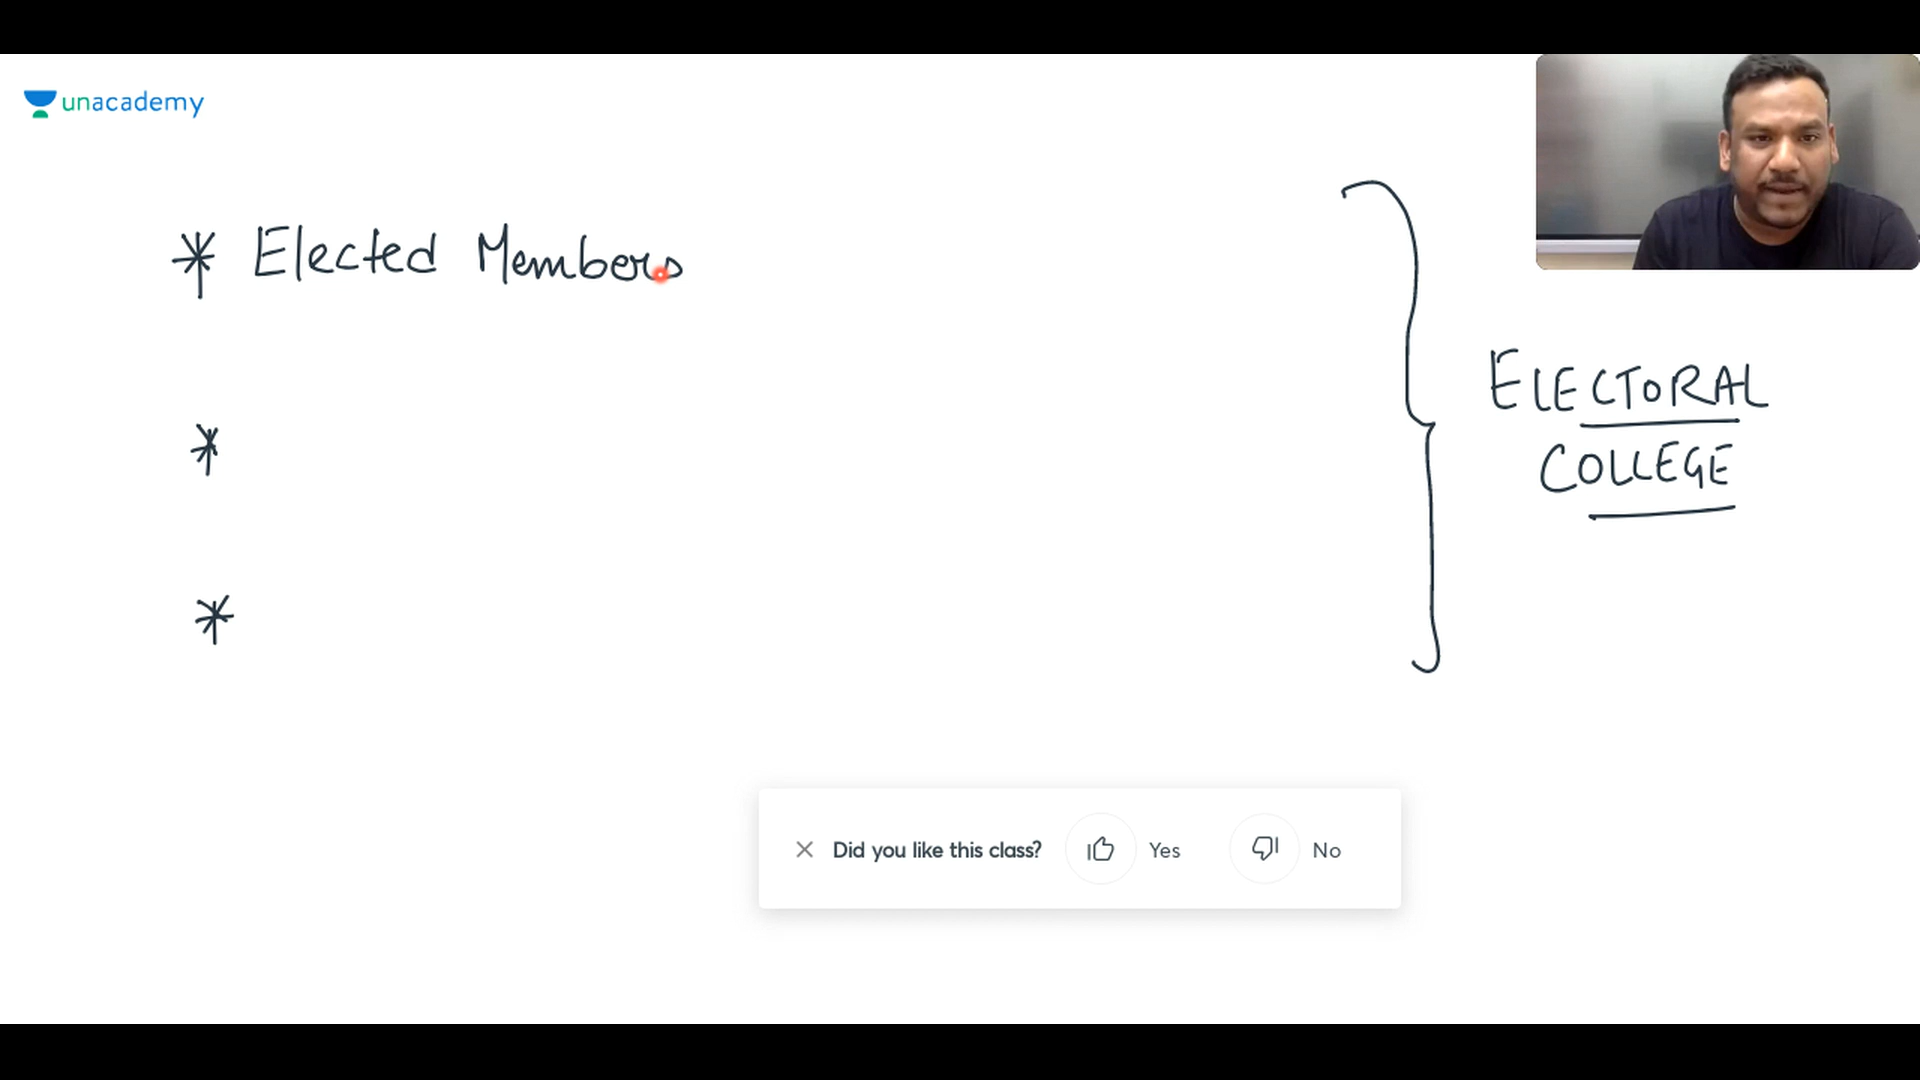 unacademy
* Elected Members
*
*
ELECTORAL
COLLEGE
Did you like this class? Yes No